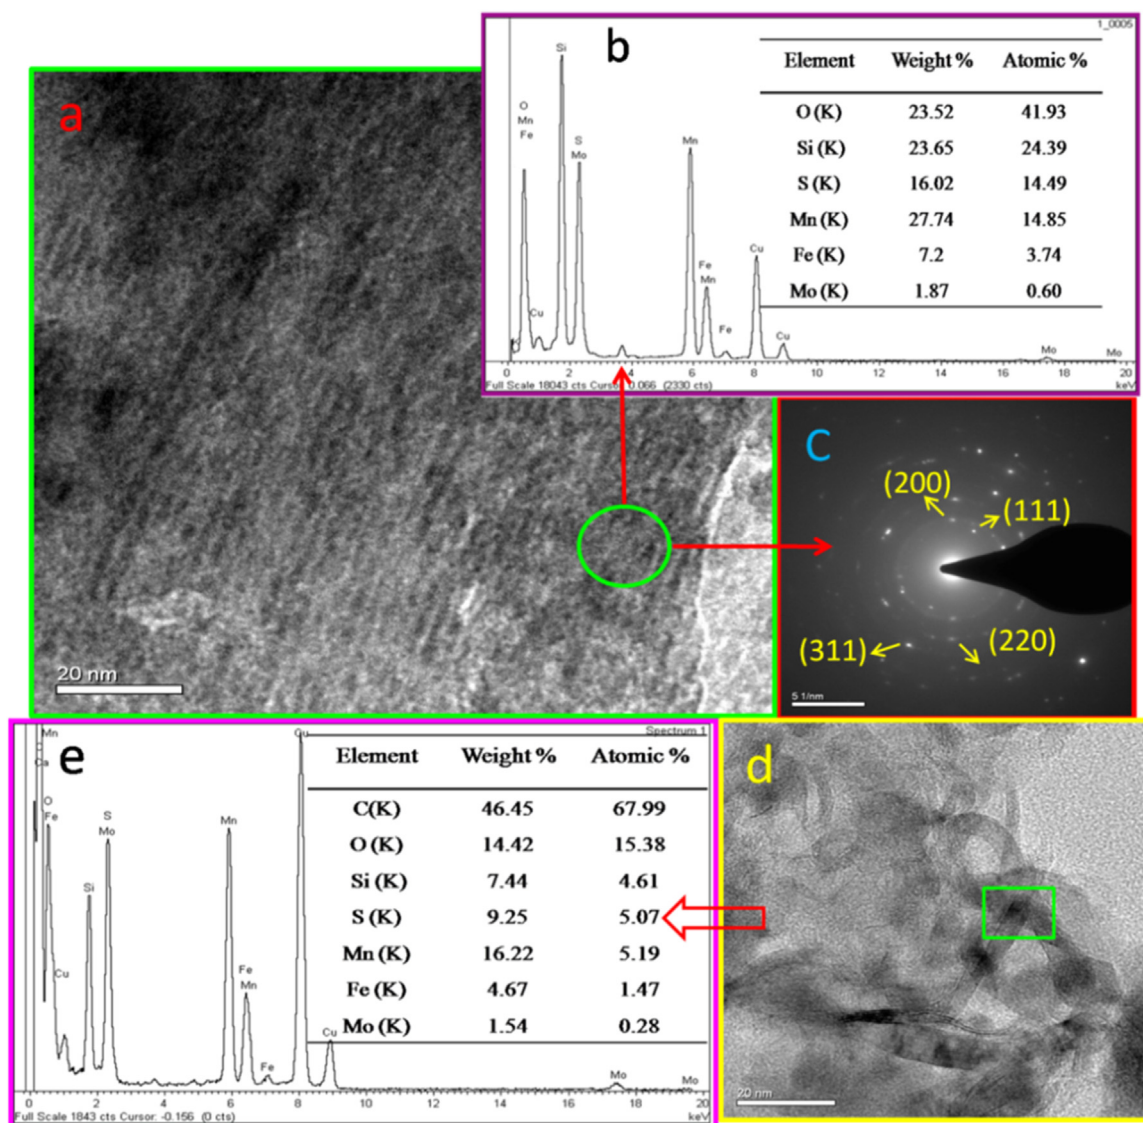 a
20 nm
b
1_0005
Si
O
Mn
Fe
S
Mo
Mn
Fe
Mn
Fe
Cu
Cu
Cu
Mo
Mo
Element Weight % Atomic %
O (K) 23.52 41.93
Si (K) 23.65 24.39
S (K) 16.02 14.49
Mn (K) 27.74 14.85
Fe (K) 7.2 3.74
Mo (K) 1.87 0.60
0 2 4 6 8 10 12 14 16 18 20
Full Scale 18043 cts Cursor: 0.066 (2330 cts) keV
C
(200)
(111)
(311)
(220)
5 1/nm
e
Spectrum 1
Mn
C
Ca
O
Fe
Cu
Si
S
Mo
Mn
Fe
Mn
Fe
Cu
Cu
Mo
Mo
Element Weight % Atomic %
C(K) 46.45 67.99
O (K) 14.42 15.38
Si (K) 7.44 4.61
S (K) 9.25 5.07
Mn (K) 16.22 5.19
Fe (K) 4.67 1.47
Mo (K) 1.54 0.28
0 2 4 6 8 10 12 14 16 18 20
Full Scale 1843 cts Cursor: -0.156 (0 cts) keV
d
20 nm